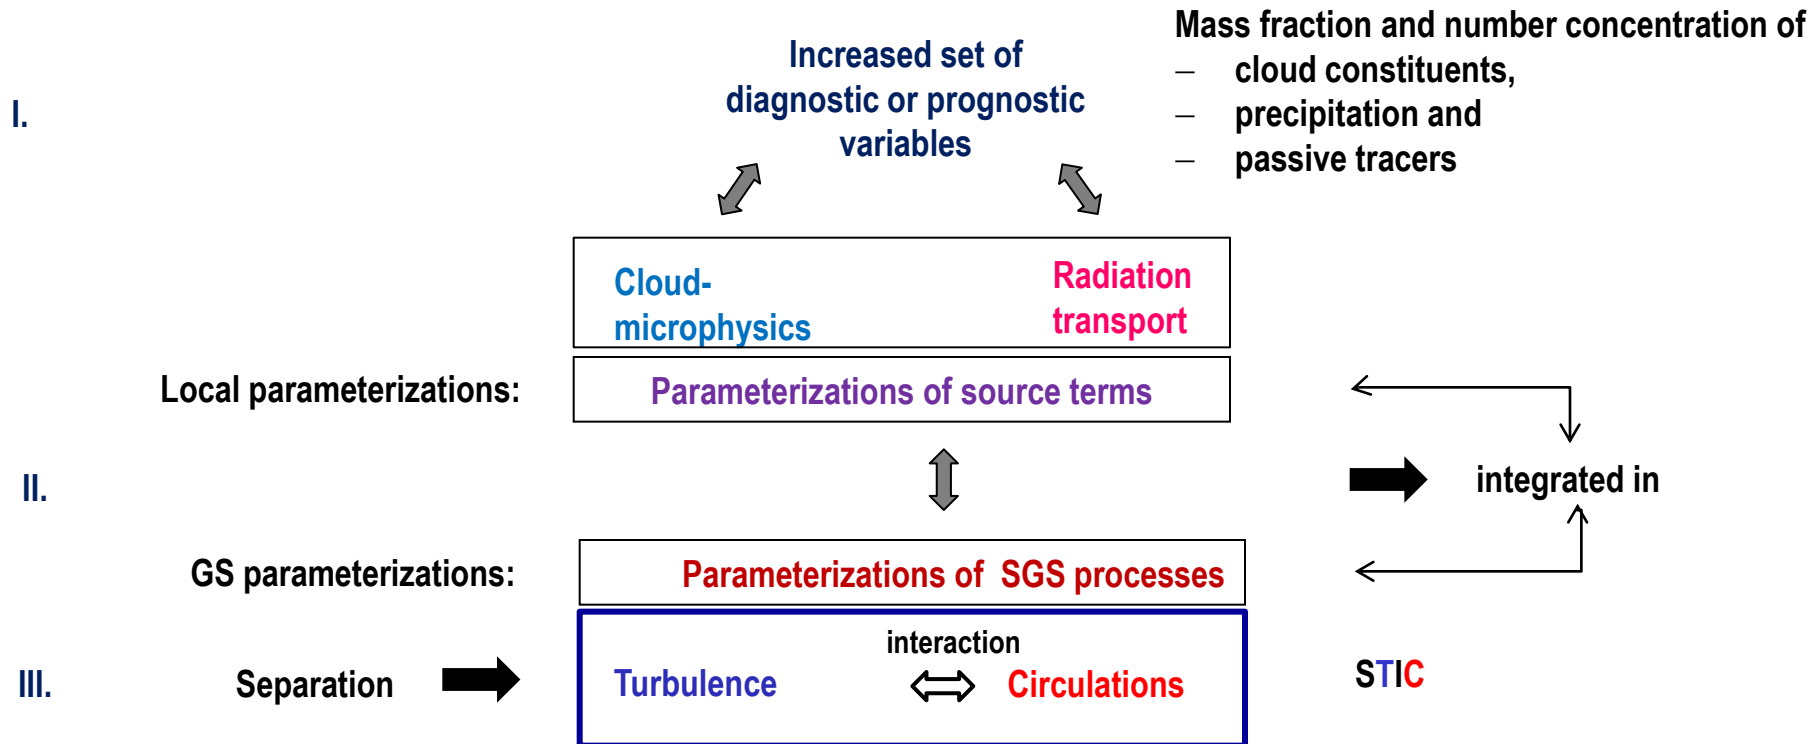 I.
Increased set of
diagnostic or prognostic
variables
Mass fraction and number concentration of
– cloud constituents,
– precipitation and
– passive tracers
Cloud-
microphysics
Radiation
transport
Local parameterizations:
Parameterizations of source terms
II.
integrated in
GS parameterizations:
Parameterizations of SGS processes
III.
Separation
interaction
Turbulence
Circulations
STIC